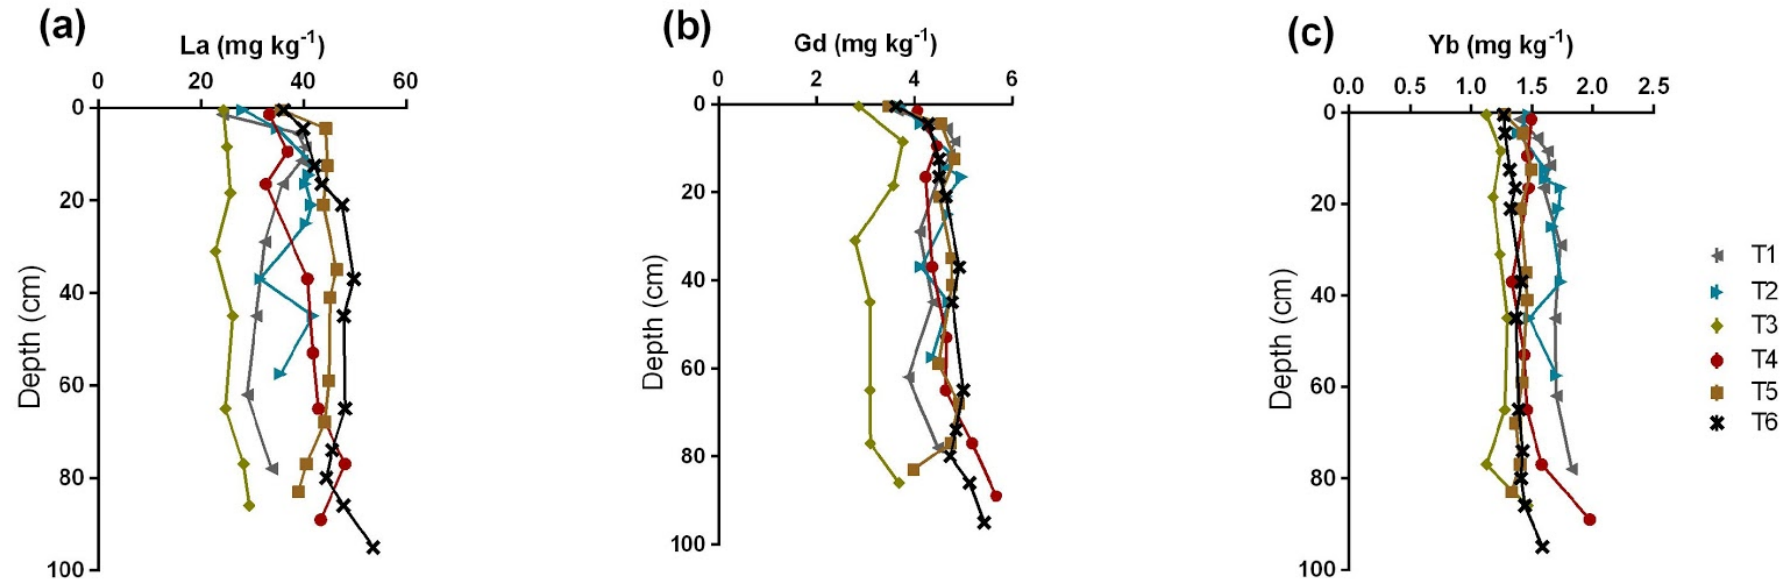 (a)
La (mg kg-1)
0 20 40 60
0
20
40
60
80
100
Depth (cm)
(b)
Gd (mg kg-1)
0 2 4 6
0
20
40
60
80
100
Depth (cm)
(c)
Yb (mg kg-1)
0.0 0.5 1.0 1.5 2.0 2.5
0
20
40
60
80
100
Depth (cm)
T1
T2
T3
T4
T5
T6